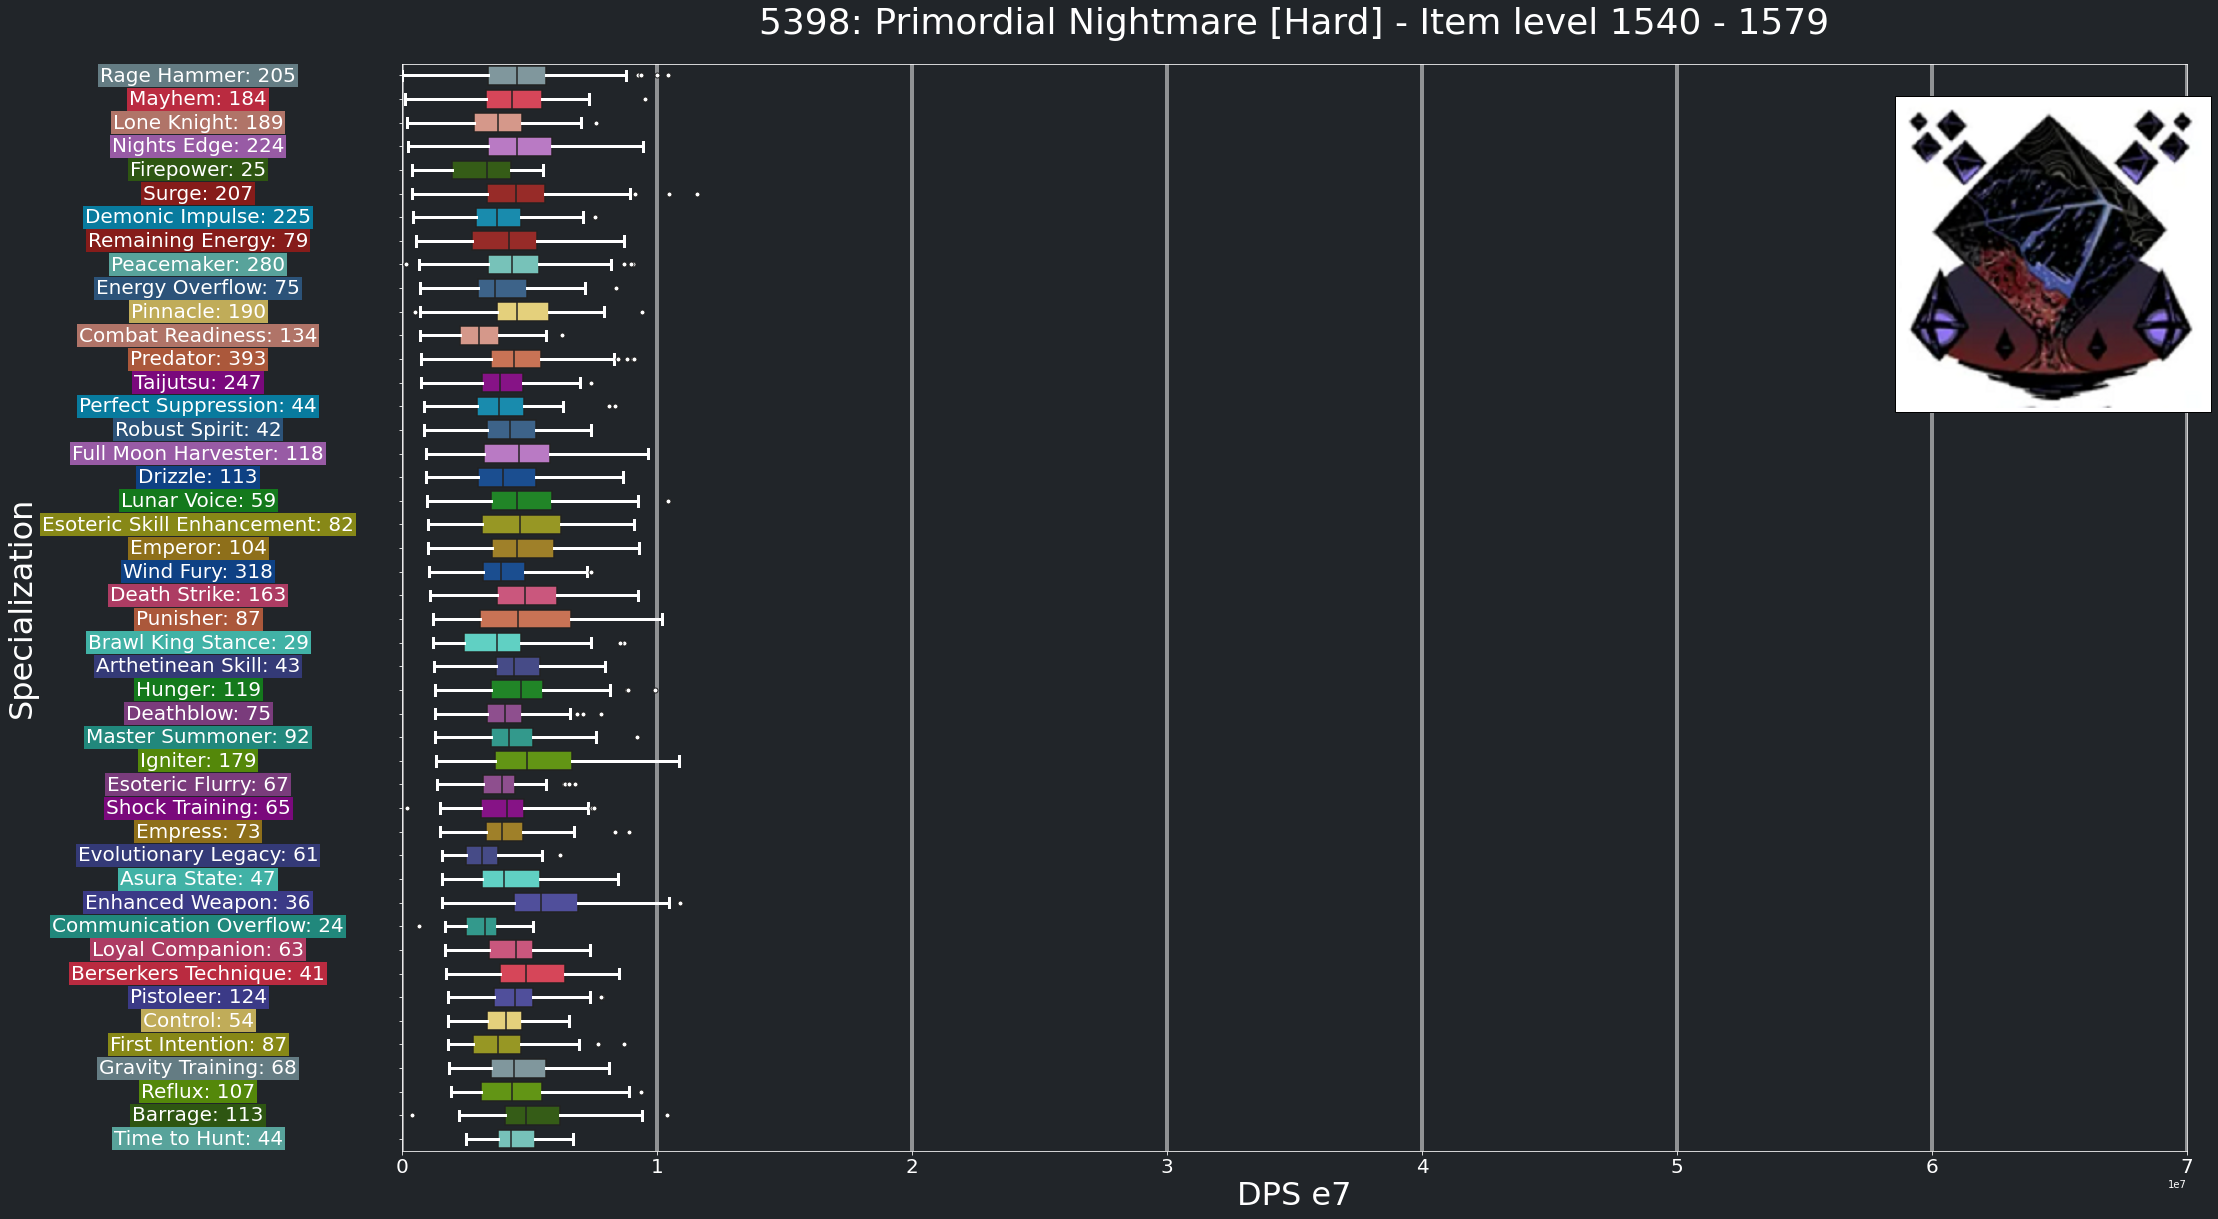 5398: Primordial Nightmare [Hard] - Item level 1540 - 1579
Specialization
Rage Hammer: 205
Mayhem: 184
Lone Knight: 189
Nights Edge: 224
Firepower: 25
Surge: 207
Demonic Impulse: 225
Remaining Energy: 79
Peacemaker: 280
Energy Overflow: 75
Pinnacle: 190
Combat Readiness: 134
Predator: 393
Taijutsu: 247
Perfect Suppression: 44
Robust Spirit: 42
Full Moon Harvester: 118
Drizzle: 113
Lunar Voice: 59
Esoteric Skill Enhancement: 82
Emperor: 104
Wind Fury: 318
Death Strike: 163
Punisher: 87
Brawl King Stance: 29
Arthetinean Skill: 43
Hunger: 119
Deathblow: 75
Master Summoner: 92
Igniter: 179
Esoteric Flurry: 67
Shock Training: 65
Empress: 73
Evolutionary Legacy: 61
Asura State: 47
Enhanced Weapon: 36
Communication Overflow: 24
Loyal Companion: 63
Berserkers Technique: 41
Pistoleer: 124
Control: 54
First Intention: 87
Gravity Training: 68
Reflux: 107
Barrage: 113
Time to Hunt: 44
0 1 2 3 4 5 6 7
1e7
DPS e7